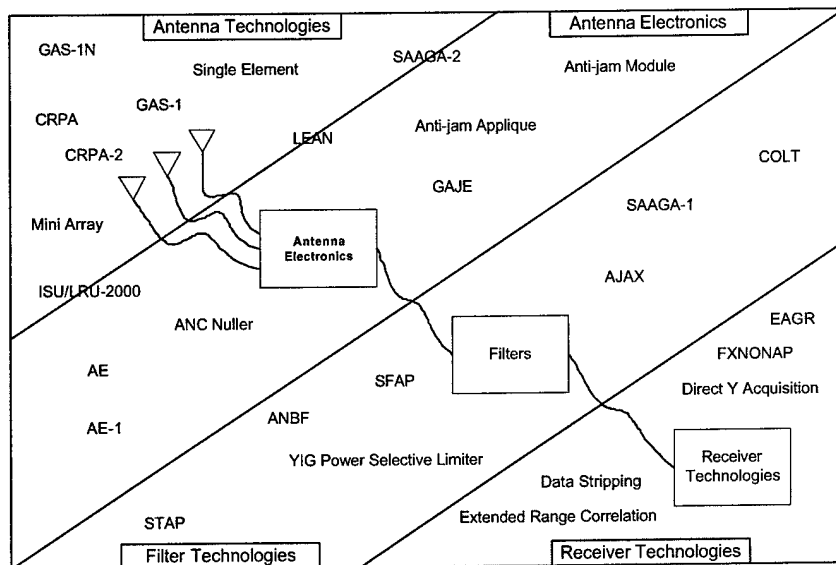 Antenna Technologies
Antenna Electronics
GAS-1N
SAAGA-2
Single Element
Anti-jam Module
GAS-1
CRPA
LEAN
Anti-jam Applique
CRPA-2
COLT
GAJE
SAAGA-1
Mini Array
Antenna
Electronics
AJAX
ISU/LRU-2000
ANC Nuller
EAGR
Filters
FXNONAP
AE
SFAP
Direct Y Acquisition
ANBF
AE-1
YIG Power Selective Limiter
Receiver
Technologies
Data Stripping
STAP
Extended Range Correlation
Filter Technologies
Receiver Technologies